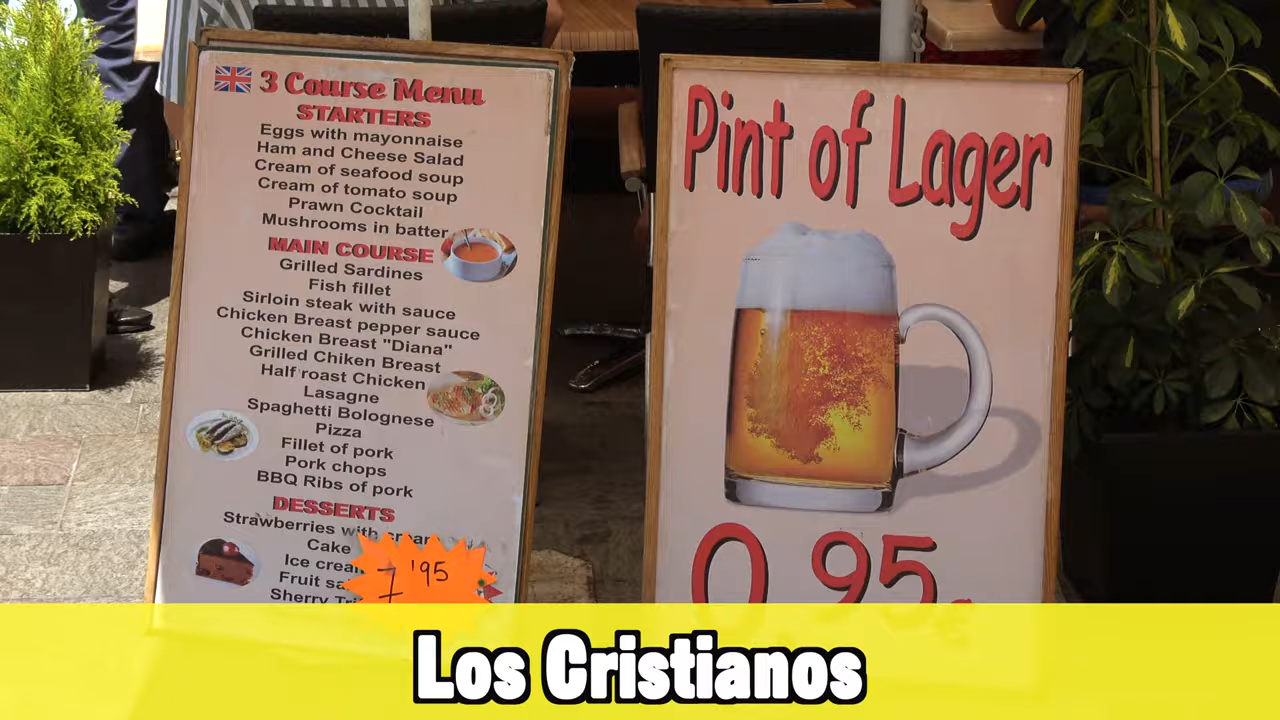 3 Course Menu
STARTERS
Eggs with mayonnaise
Ham and Cheese Salad
Cream of seafood soup
Cream of tomato soup
Prawn Cocktail
Mushrooms in batter
MAIN COURSE
Grilled Sardines
Fish fillet
Sirloin steak with sauce
Chicken Breast pepper sauce
Chicken Breast "Diana"
Grilled Chiken Breast
Half roast Chicken
Lasagne
Spaghetti Bolognese
Pizza
Fillet of pork
Pork chops
BBQ Ribs of pork
DESSERTS
Strawberries with
Cake
Ice
Fruit
Sherry
7'95
Pint of Lager
0,95
Los Cristianos